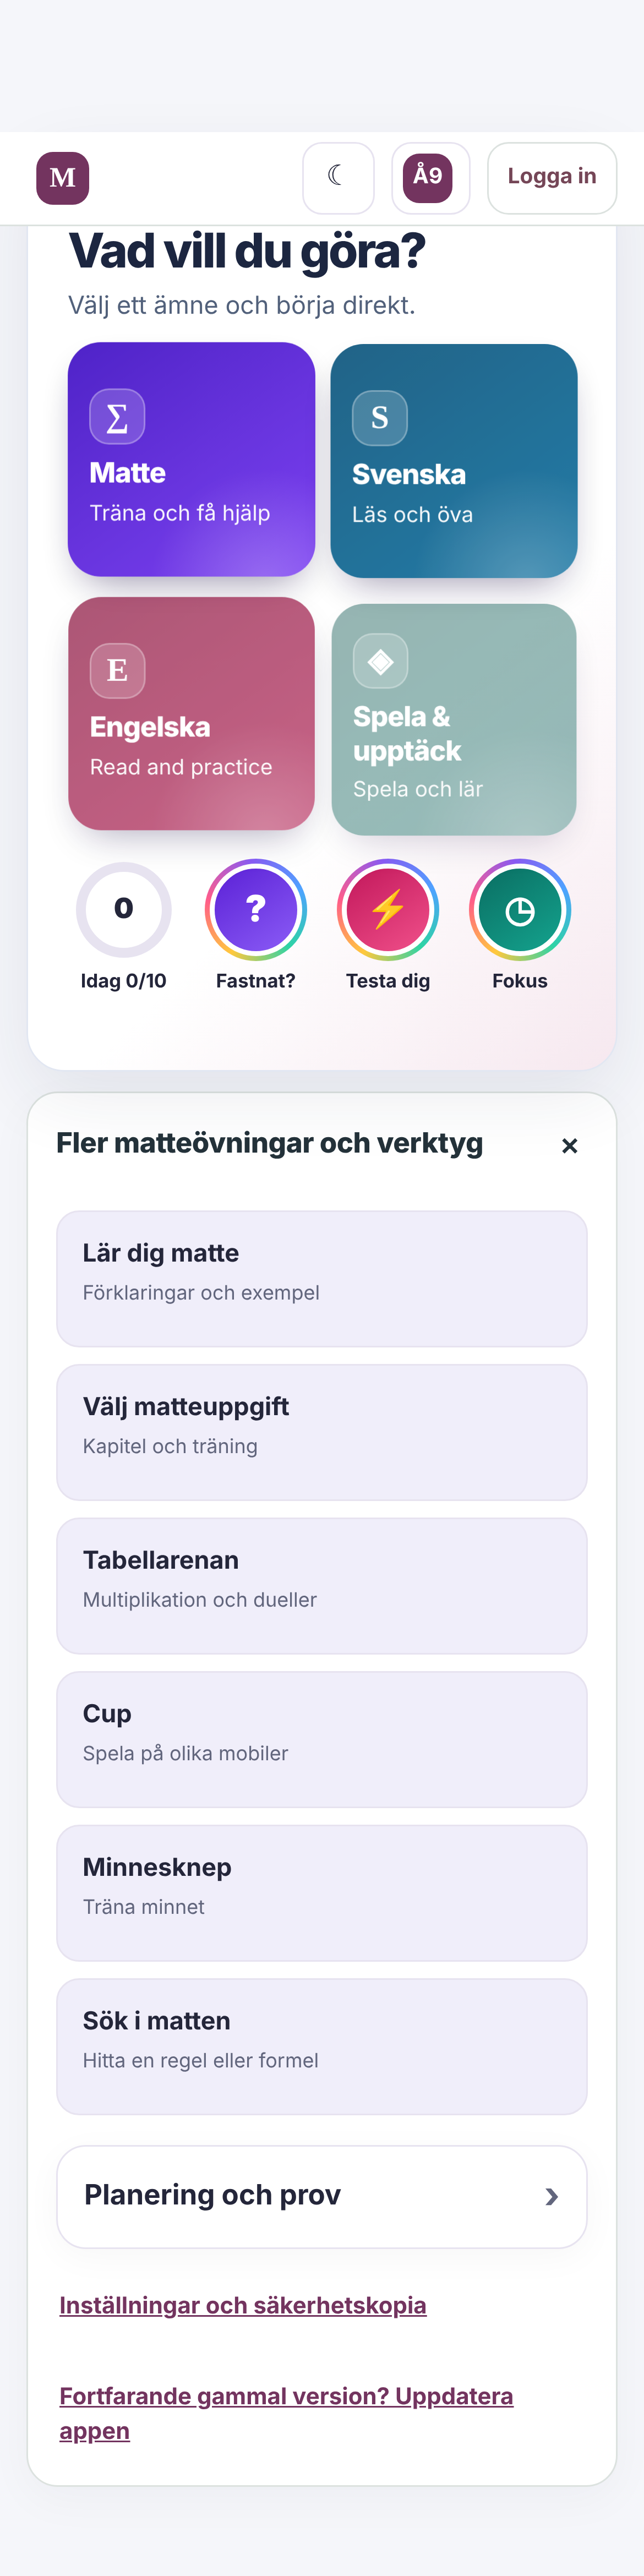 M
Å9
Logga in
Vad vill du göra?
Välj ett ämne och börja direkt.
∑
Matte
Träna och få hjälp
S
Svenska
Läs och öva
E
Engelska
Read and practice
Spela &
upptäck
Spela och lär
0
Idag 0/10
?
Fastnat?
Testa dig
Fokus
Fler matteövningar och verktyg
×
Lär dig matte
Förklaringar och exempel
Välj matteuppgift
Kapitel och träning
Tabellarenan
Multiplikation och dueller
Cup
Spela på olika mobiler
Minnesknep
Träna minnet
Sök i matten
Hitta en regel eller formel
Planering och prov
›
Inställningar och säkerhetskopia
Fortfarande gammal version? Uppdatera
appen